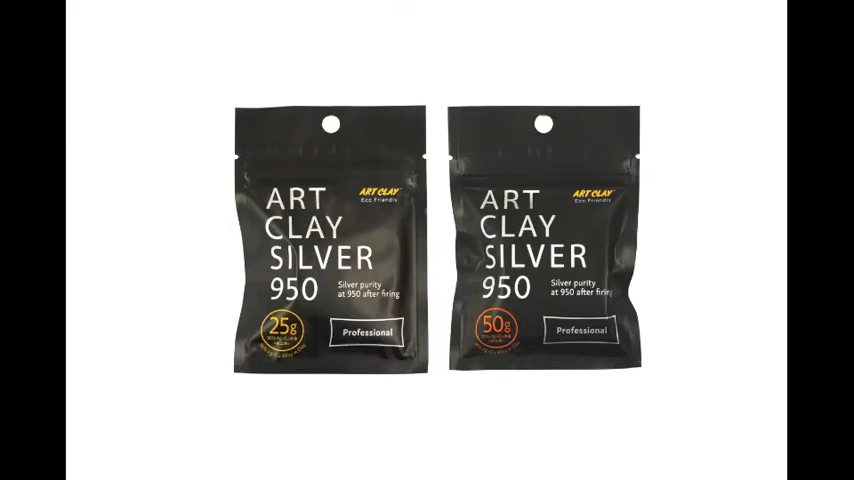 ART
CLAY
SILVER
950
ART CLAY
Eco Friendly
Silver purity
at 950 after firing
25g
Professional
ART
CLAY
SILVER
950
ART CLAY
Eco Friendly
Silver purity
at 950 after firing
50g
Professional